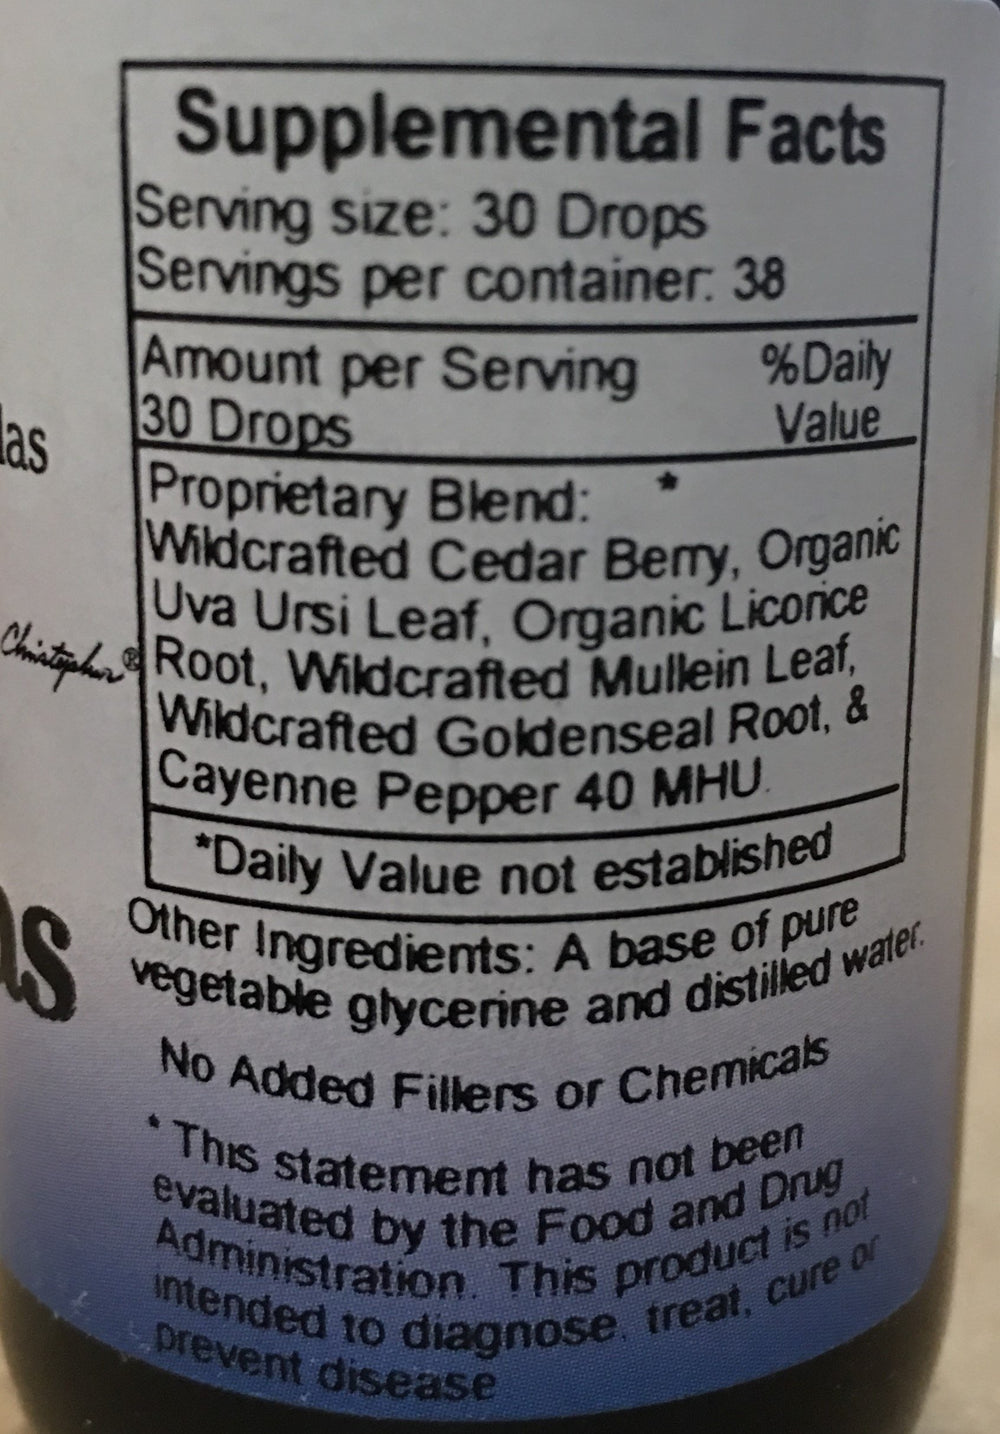 Supplemental Facts
Serving size: 30 Drops
Servings per container: 38
Amount per Serving
30 Drops
%Daily
Value
Proprietary Blend: *
Wildcrafted Cedar Berry, Organic
Uva Ursi Leaf, Organic Licorice
Root, Wildcrafted Mullein Leaf,
Wildcrafted Goldenseal Root, &
Cayenne Pepper 40 MHU.
*Daily Value not established
Other Ingredients: A base of pure
vegetable glycerine and distilled water.
No Added Fillers or Chemicals
* This statement has not been
evaluated by the Food and Drug
Administration. This product is not
intended to diagnose, treat, cure or
prevent disease
las
Christopher®